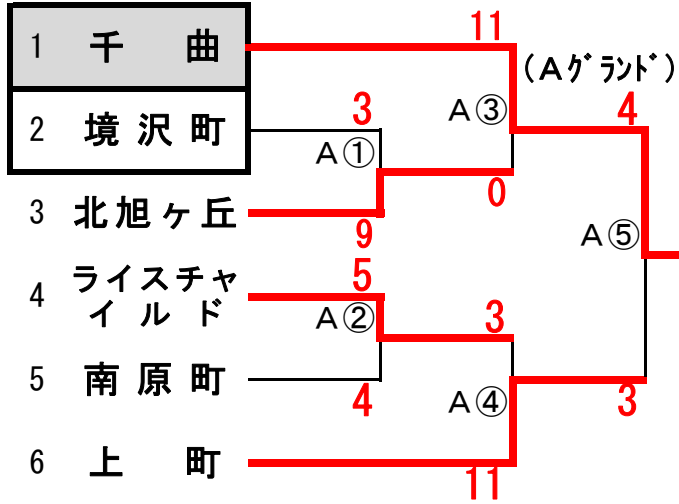 11
1 千 曲
(Aグランド)
2 境沢町
3
A③
4
A①
3 北旭ヶ丘
0
9
A⑤
4 ライスチャ
イルド
5
A②
3
5 南原町
4
A④
3
6 上 町
11